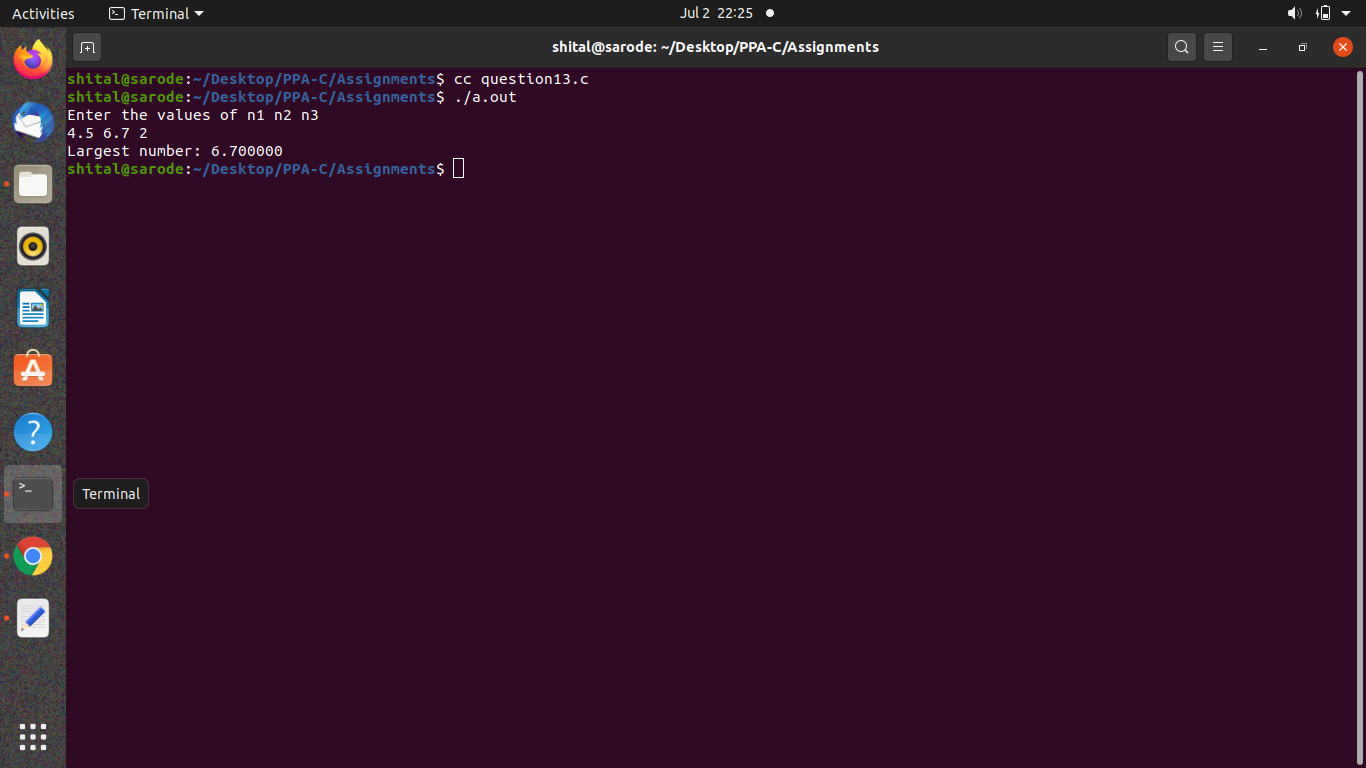 Activities
Terminal
Jul 2 22:25
shital@sarode: ~/Desktop/PPA-C/Assignments
shital@sarode:~/Desktop/PPA-C/Assignments$ cc question13.c
shital@sarode:~/Desktop/PPA-C/Assignments$ ./a.out
Enter the values of n1 n2 n3
4.5 6.7 2
Largest number: 6.700000
shital@sarode:~/Desktop/PPA-C/Assignments$
Terminal